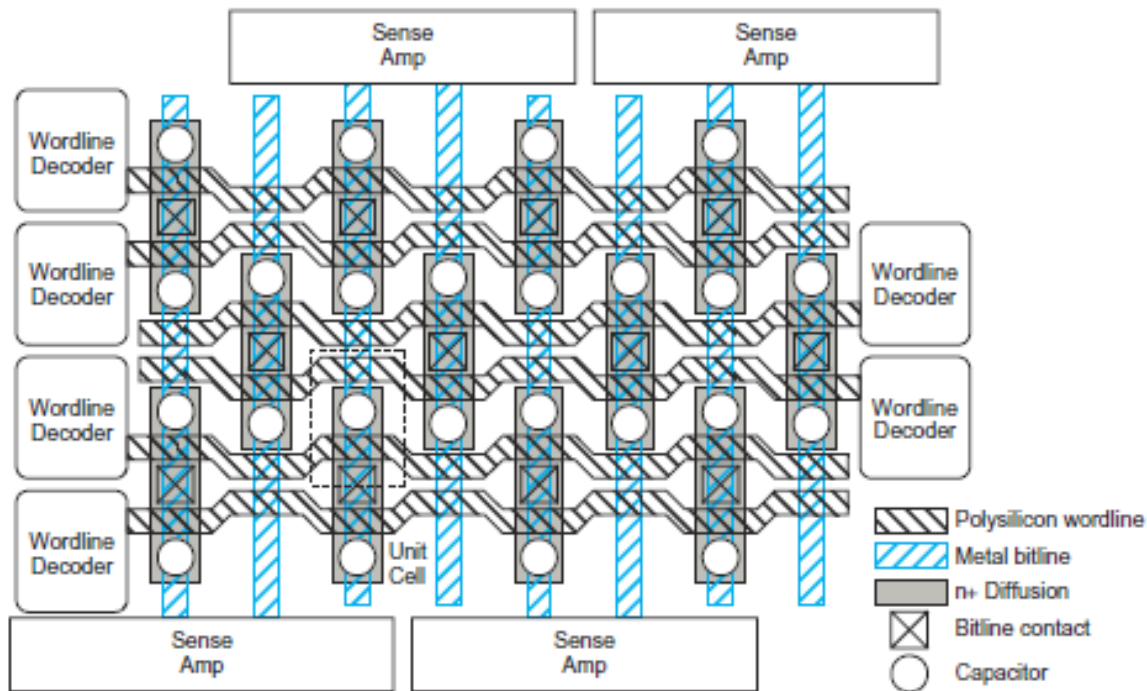 Sense
Amp
Sense
Amp
Wordline
Decoder
Wordline
Decoder
Wordline
Decoder
Wordline
Decoder
Wordline
Decoder
Wordline
Decoder
Unit
Cell
Polysilicon wordline
Metal bitline
n+ Diffusion
Bitline contact
Capacitor
Sense
Amp
Sense
Amp